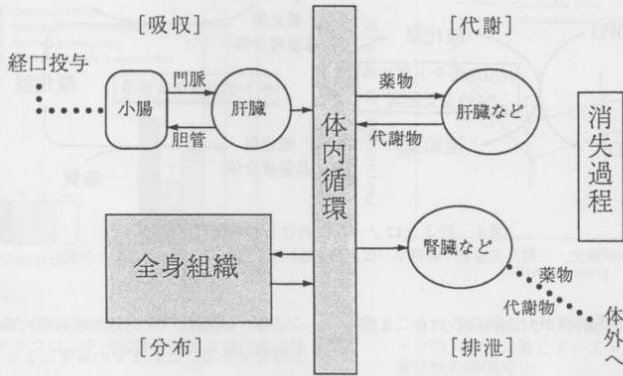 [吸収]
[代謝]
経口投与
小腸
門脈
胆管
肝臓
体内循環
薬物
代謝物
肝臓など
消失過程
全身組織
腎臓など
薬物
代謝物
体外へ
[分布]
[排泄]